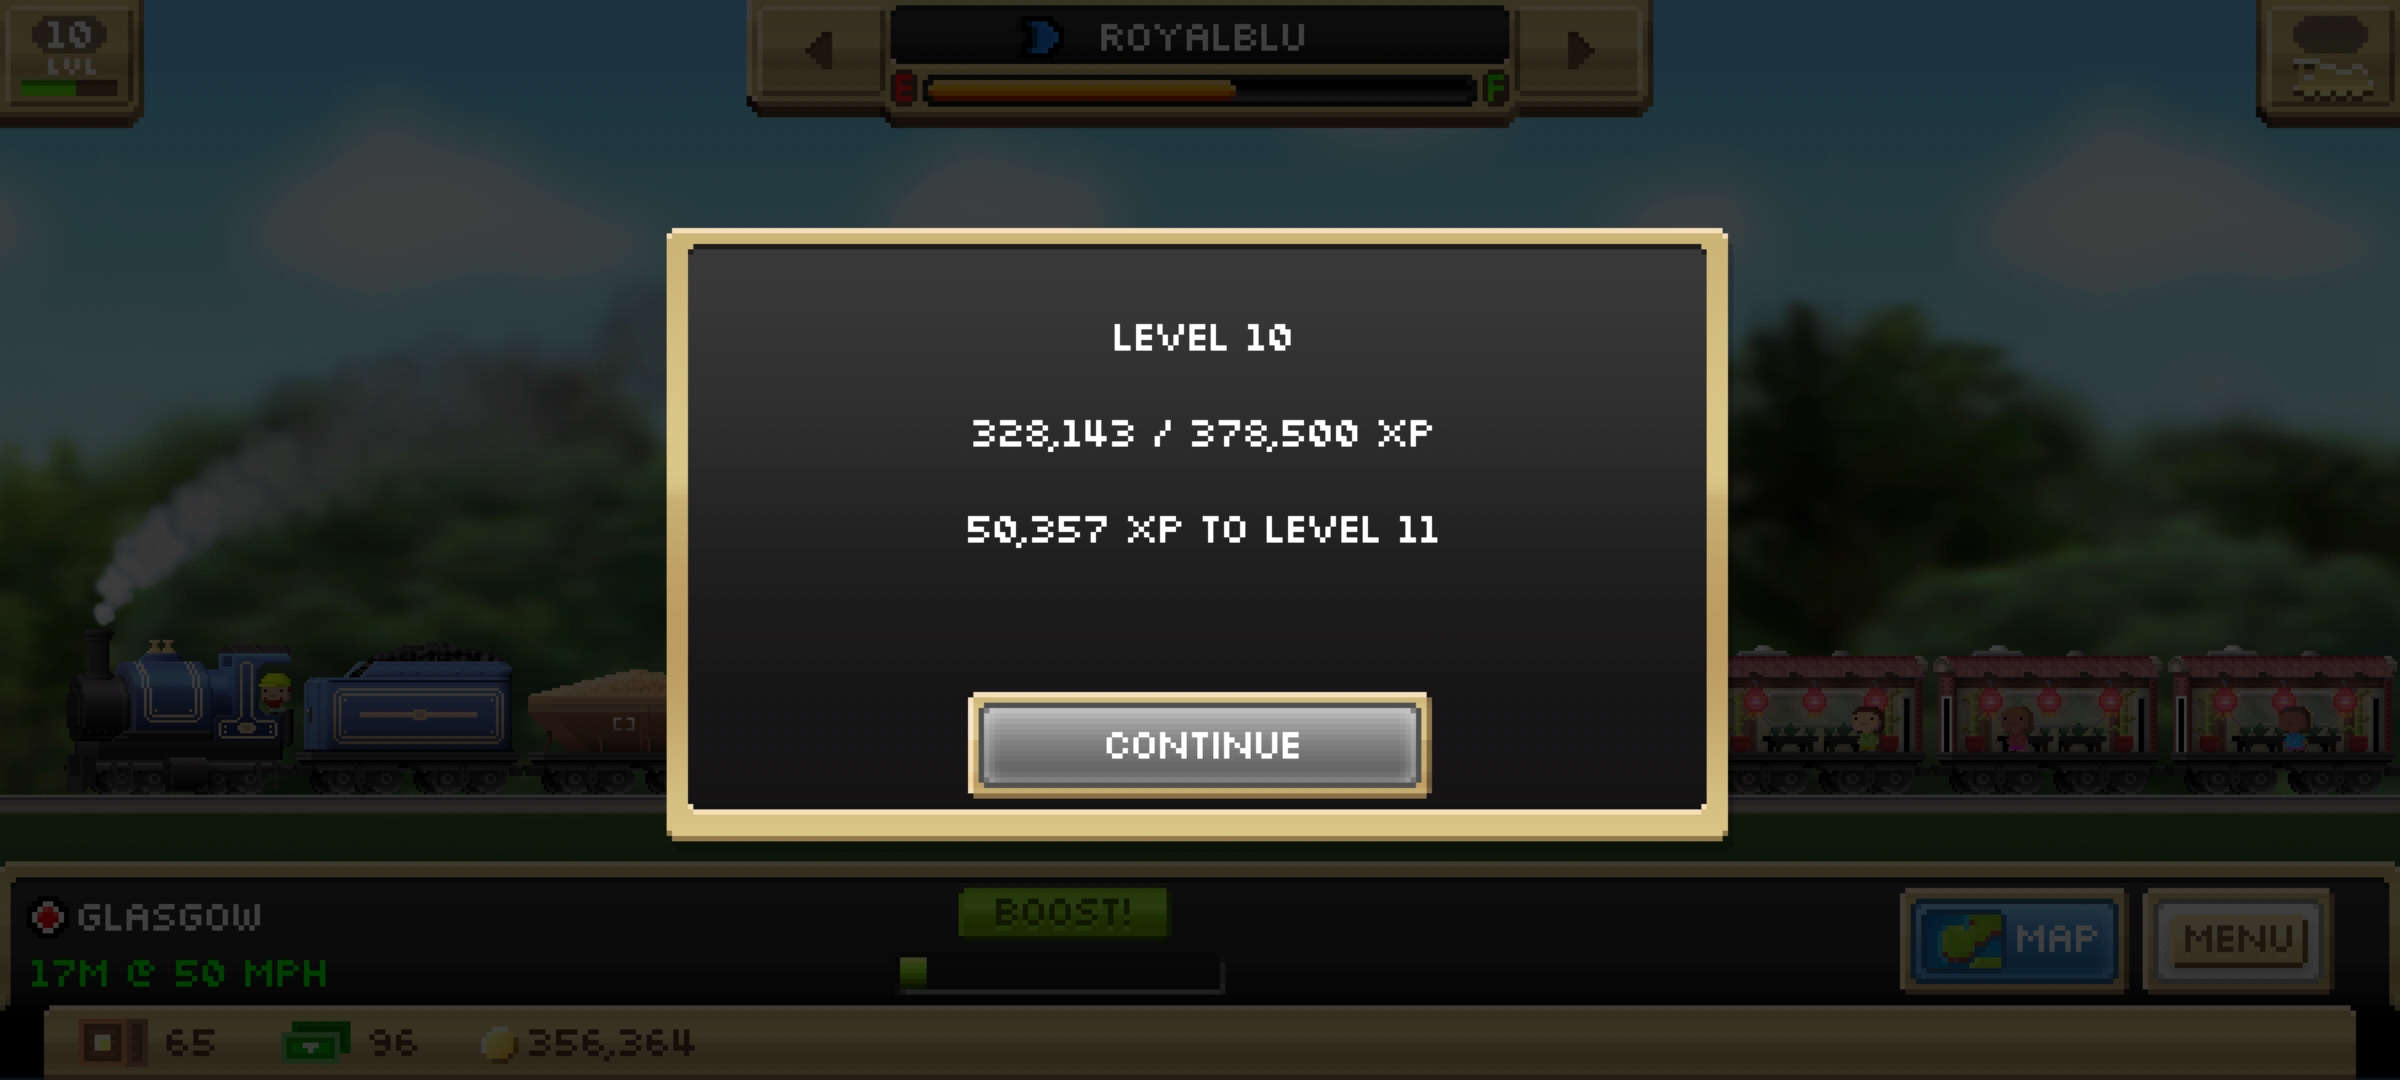 10
LVL
ROYALBLU
E F
LEVEL 10
328,143 / 378,500 XP
50,357 XP TO LEVEL 11
CONTINUE
GLASGOW
17M @ 50 MPH
BOOST!
MAP
MENU
65 96 356,364